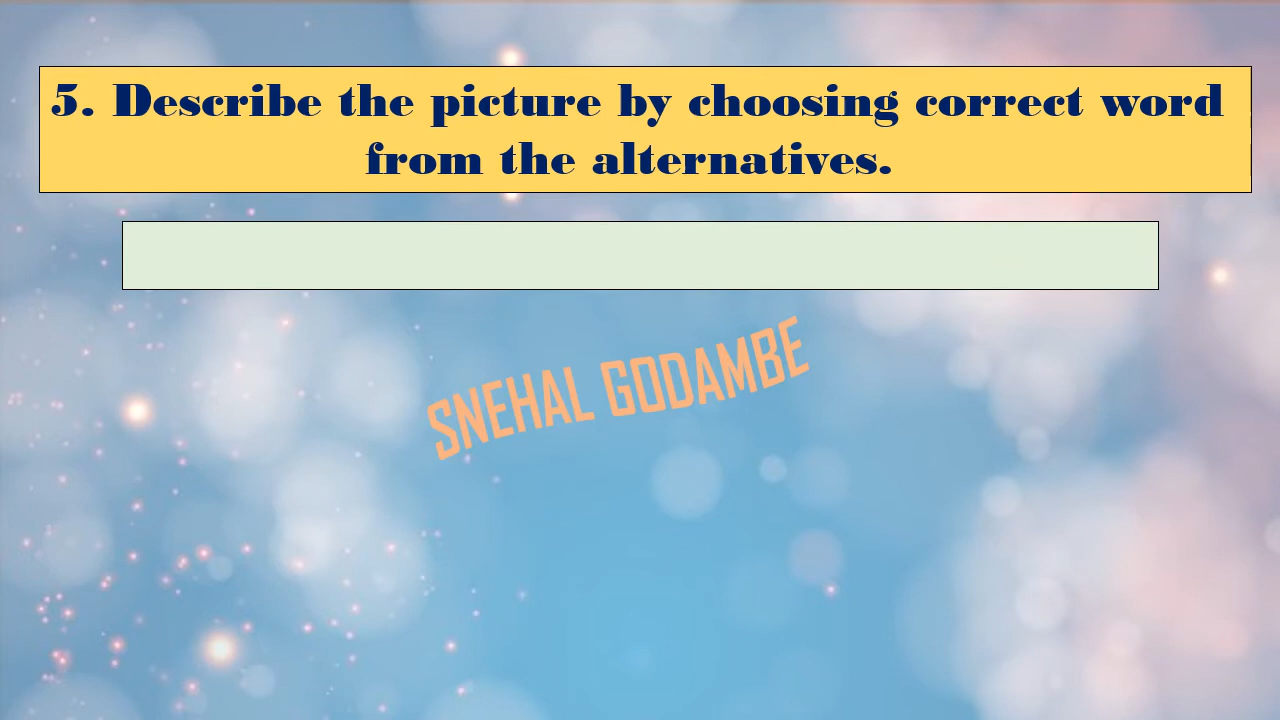 5. Describe the picture by choosing correct word
from the alternatives.
SNEHAL GODAMBE